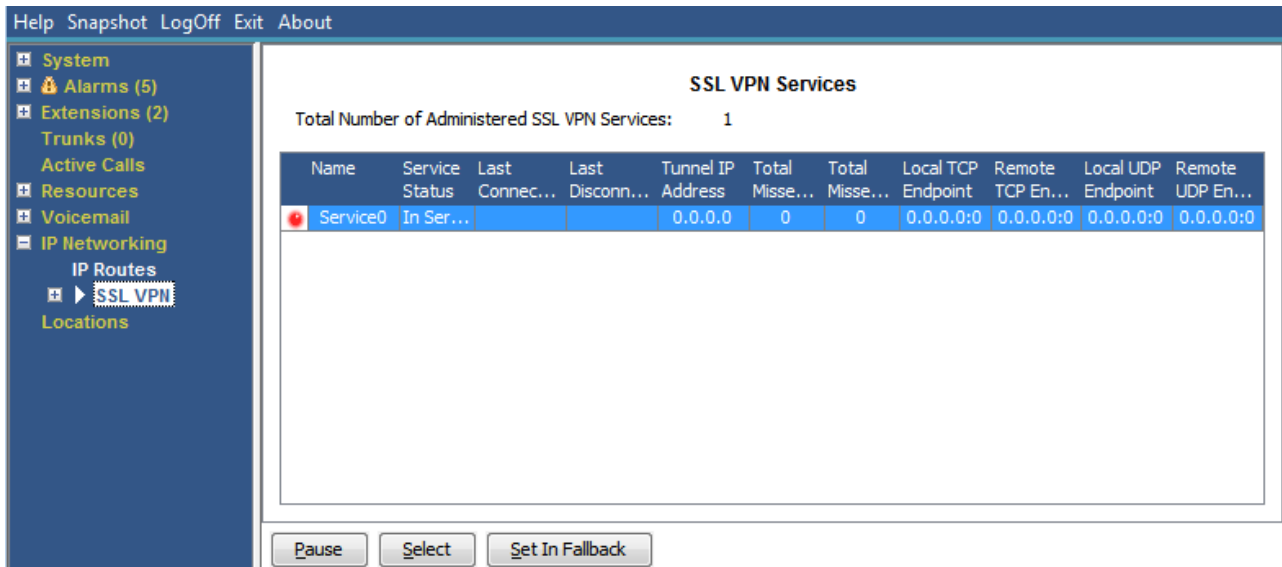 Help Snapshot LogOff Exit About
System
Alarms (5)
Extensions (2)
Trunks (0)
Active Calls
Resources
Voicemail
IP Networking
IP Routes
SSL VPN
Locations
SSL VPN Services
Total Number of Administered SSL VPN Services: 1
Name Service Last Last Tunnel IP Total Total Local TCP Remote Local UDP Remote
Status Connec... Disconn... Address Misse... Misse... Endpoint TCP En... Endpoint UDP En...
Service0 In Ser... 0.0.0.0 0 0 0.0.0.0:0 0.0.0.0:0 0.0.0.0:0 0.0.0.0:0
Pause Select Set In Fallback